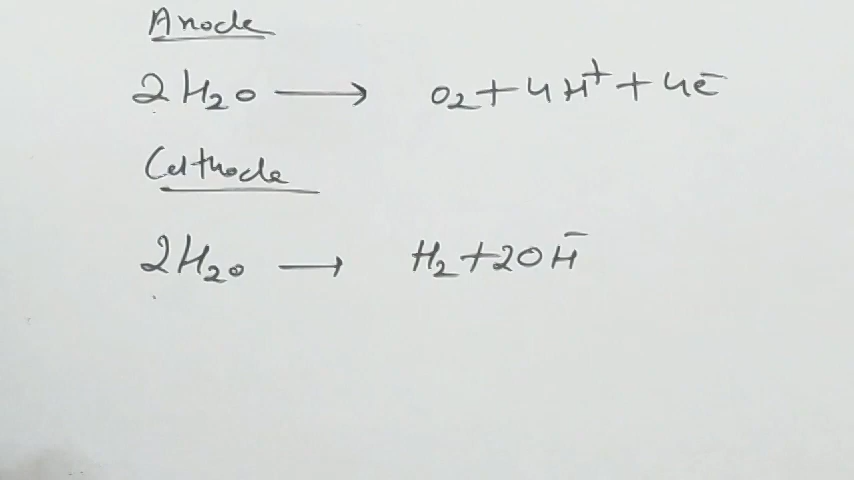 Anode
2H₂O ⟶ O₂ + 4H⁺ + 4e⁻
Cathode
2H₂O ⟶ H₂ + 2OH⁻